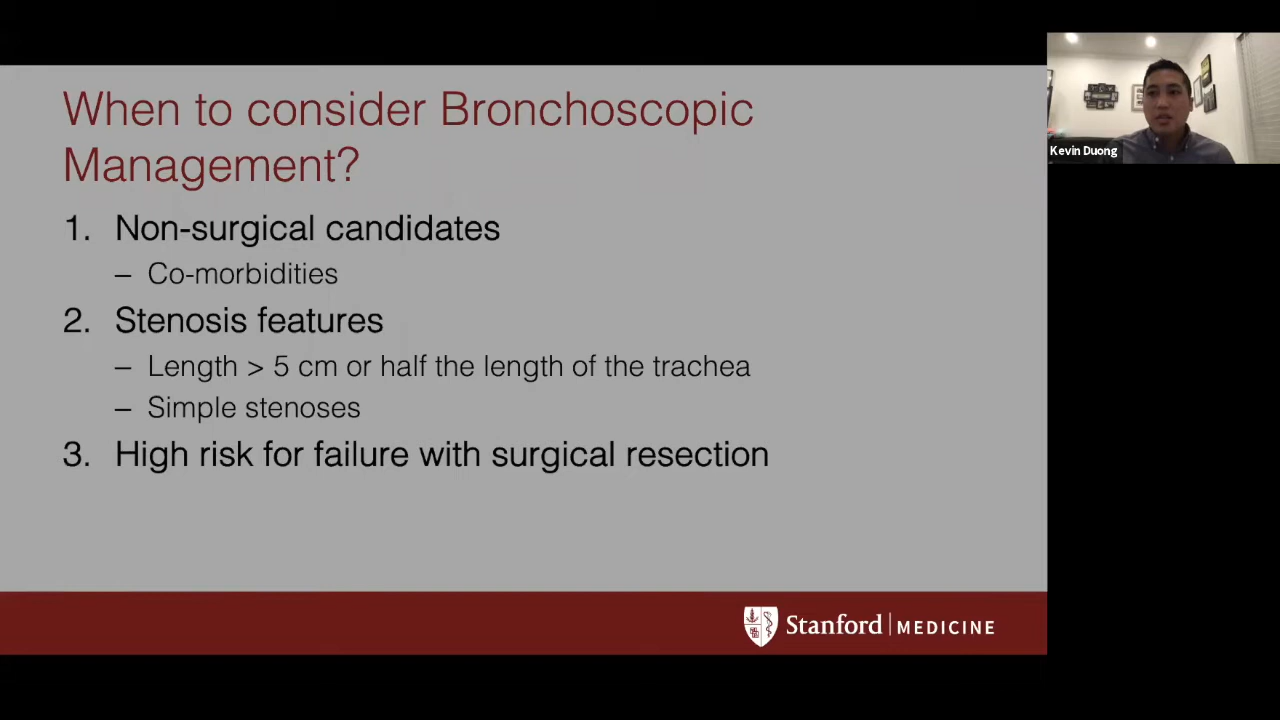 When to consider Bronchoscopic
Management?
1. Non-surgical candidates
– Co-morbidities
2. Stenosis features
– Length > 5 cm or half the length of the trachea
– Simple stenoses
3. High risk for failure with surgical resection
Kevin Duong
Stanford MEDICINE